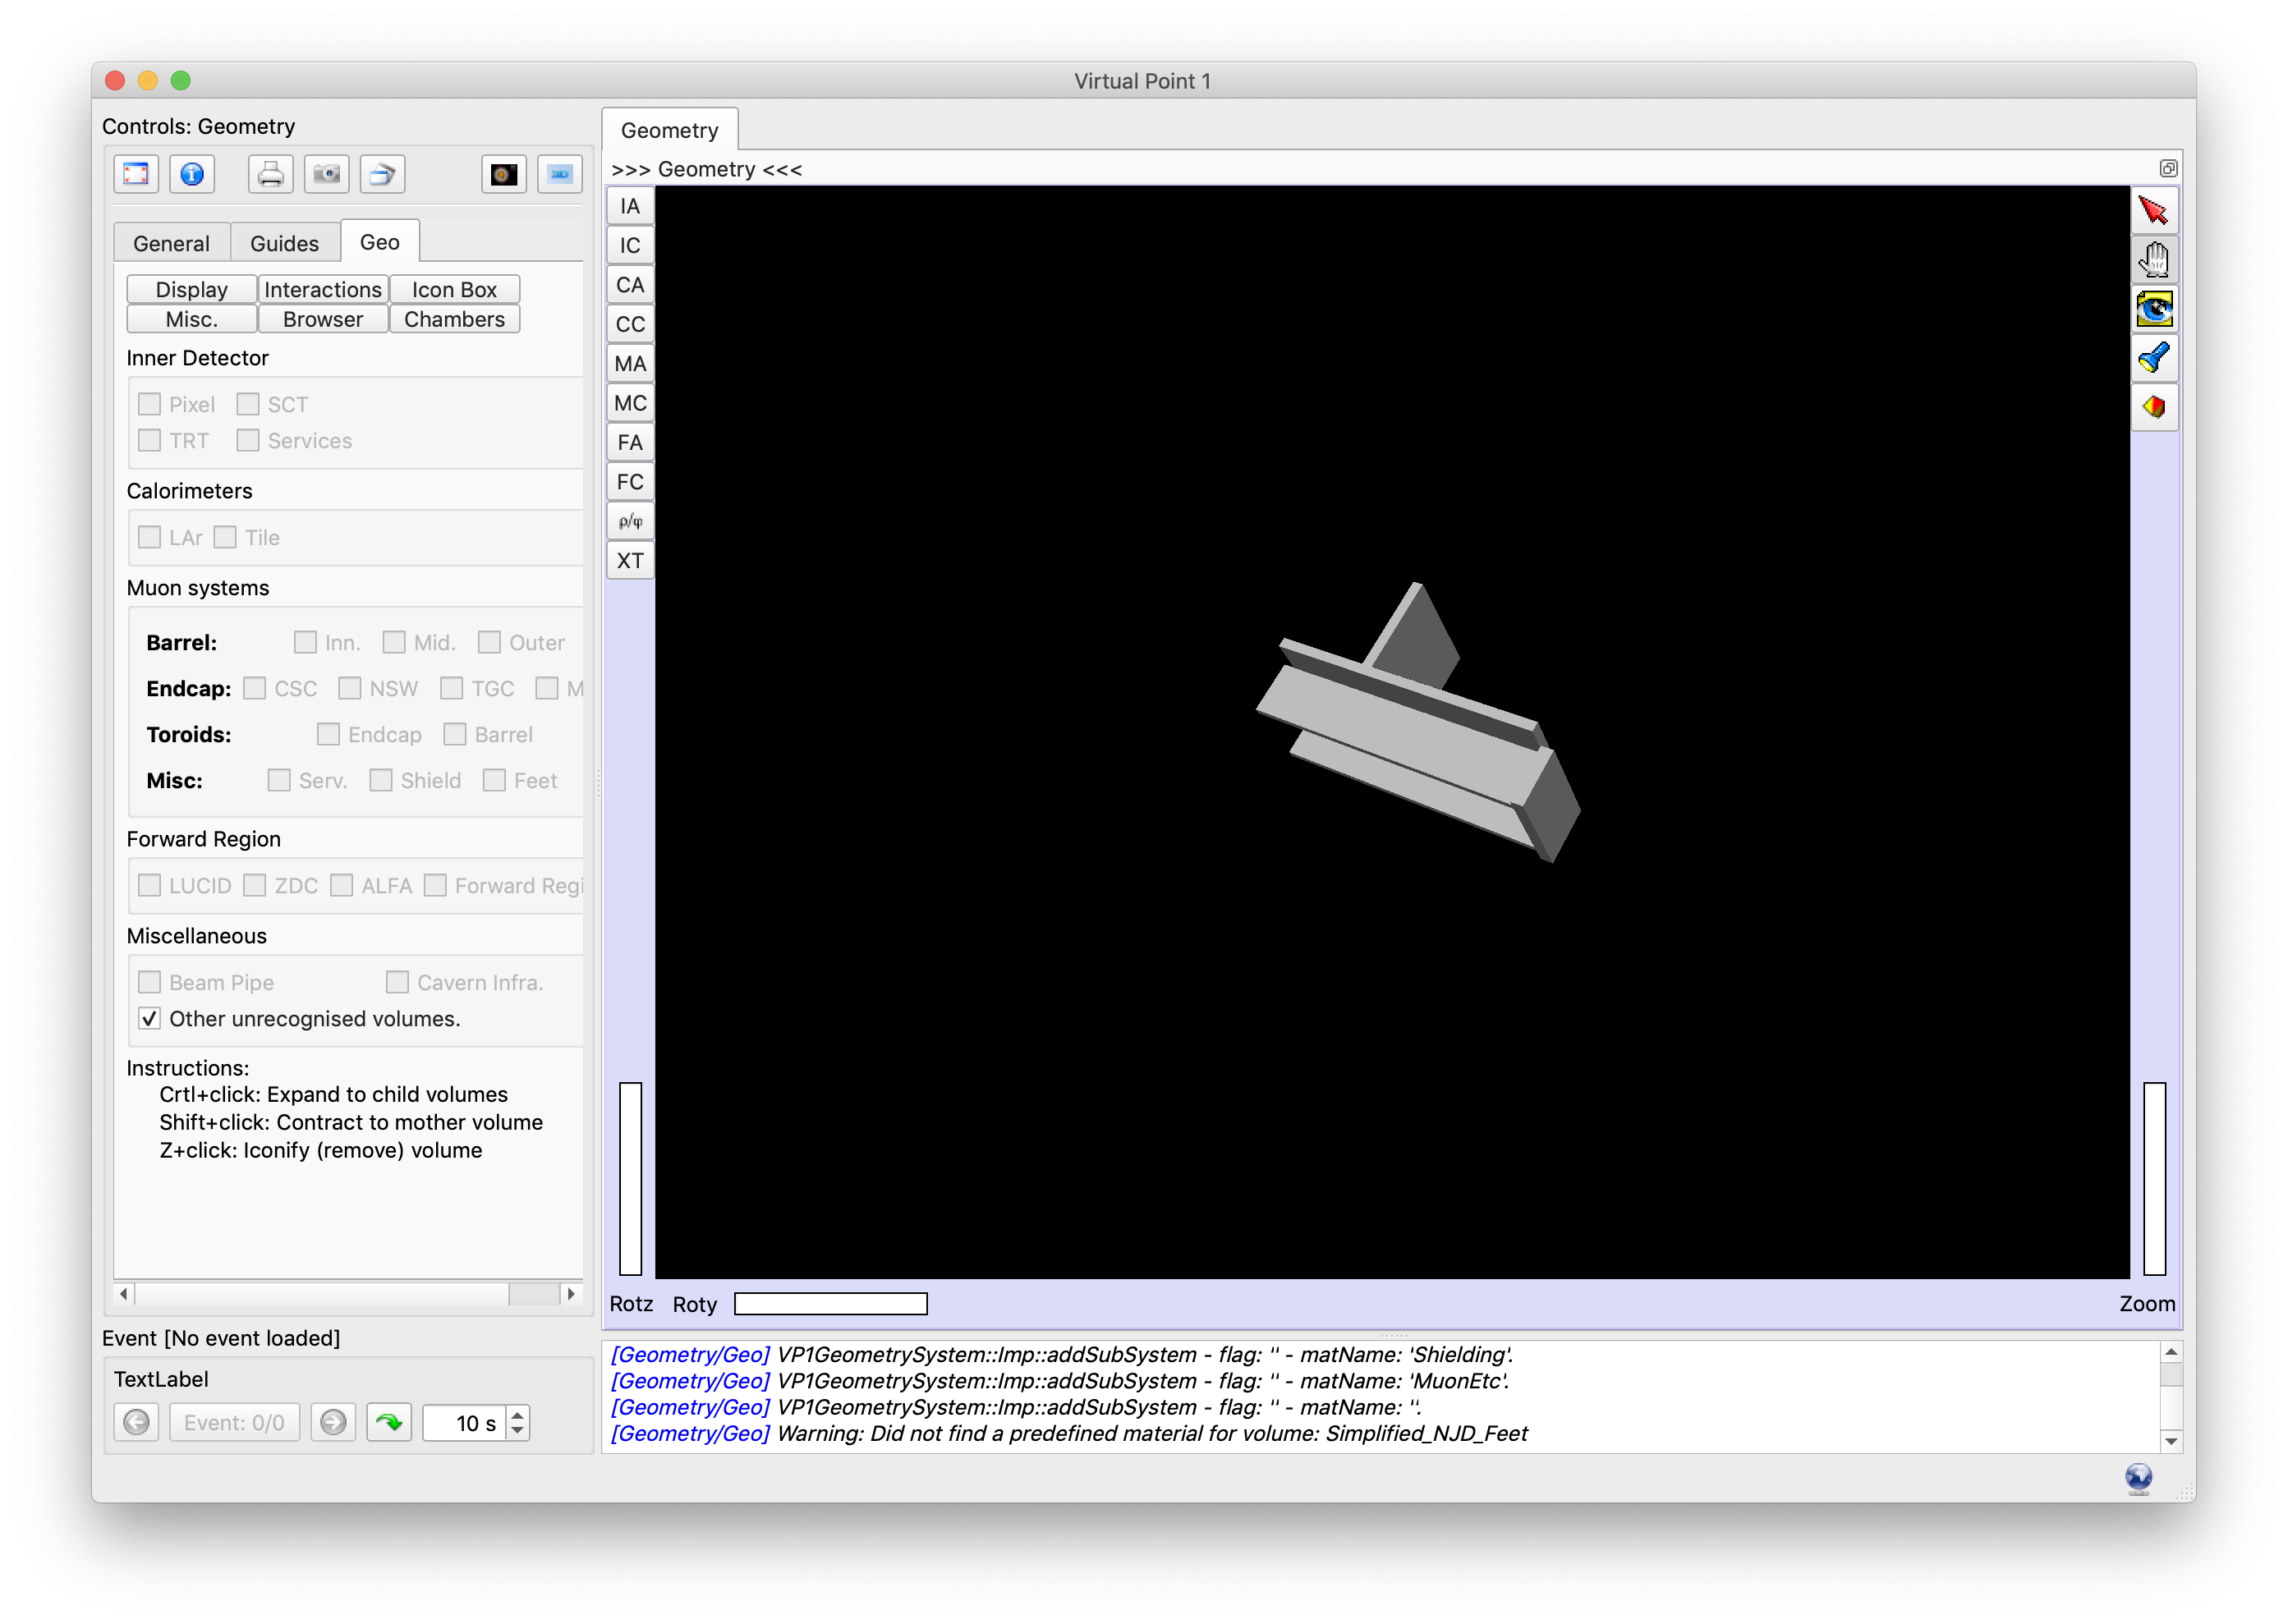 Virtual Point 1
Controls: Geometry
General Guides Geo
Display Interactions Icon Box
Misc. Browser Chambers
Inner Detector
Pixel SCT
TRT Services
Calorimeters
LAr Tile
Muon systems
Barrel: Inn. Mid. Outer
Endcap: CSC NSW TGC M
Toroids: Endcap Barrel
Misc: Serv. Shield Feet
Forward Region
LUCID ZDC ALFA Forward Regi
Miscellaneous
Beam Pipe Cavern Infra.
Other unrecognised volumes.
Instructions:
Crtl+click: Expand to child volumes
Shift+click: Contract to mother volume
Z+click: Iconify (remove) volume
Event [No event loaded]
TextLabel
Event: 0/0
10 s
Geometry
>>> Geometry <<<
IA
IC
CA
CC
MA
MC
FA
FC
ρ/φ
XT
Rotz Roty Zoom
[Geometry/Geo] VP1GeometrySystem::Imp::addSubSystem - flag: '' - matName: 'Shielding'.
[Geometry/Geo] VP1GeometrySystem::Imp::addSubSystem - flag: '' - matName: 'MuonEtc'.
[Geometry/Geo] VP1GeometrySystem::Imp::addSubSystem - flag: '' - matName: ''.
[Geometry/Geo] Warning: Did not find a predefined material for volume: Simplified_NJD_Feet